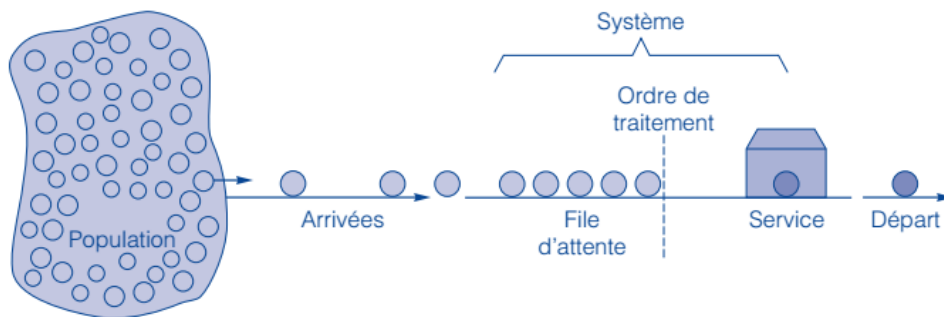 Système
Ordre de
traitement
Population
Arrivées
File
d'attente
Service
Départ